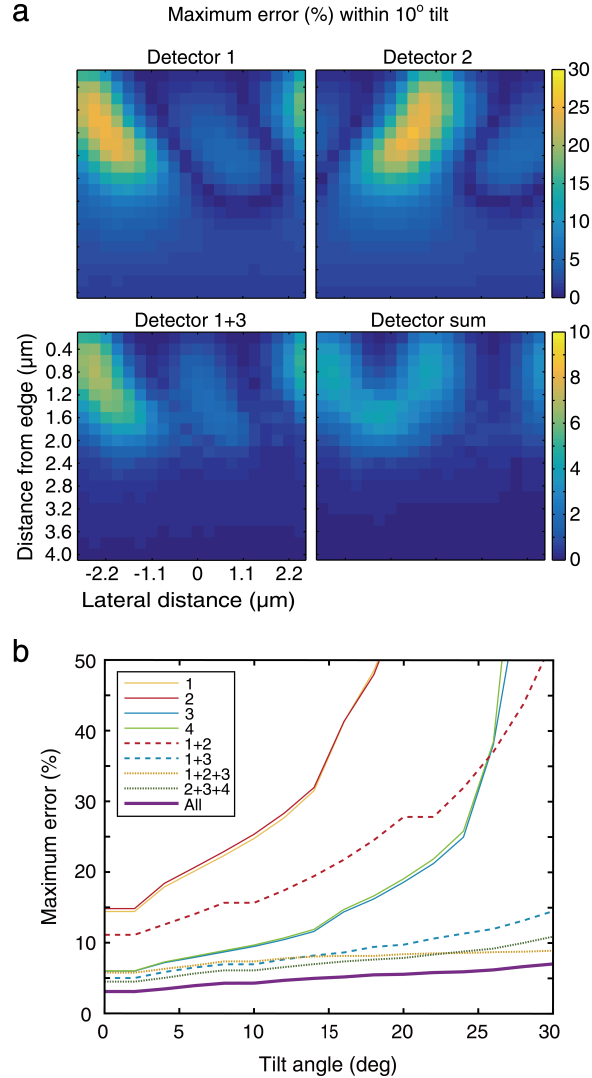 a
Maximum error (%) within 10° tilt
Detector 1
Detector 2
30
25
20
15
10
5
0
Detector 1+3
Detector sum
Distance from edge (μm)
0.4
0.8
1.2
1.6
2.0
2.4
2.8
3.2
3.6
4.0
-2.2 -1.1 0 1.1 2.2
Lateral distance (μm)
10
8
6
4
2
0
b
Maximum error (%)
50
40
30
20
10
0
1
2
3
4
1+2
1+3
1+2+3
2+3+4
All
0 5 10 15 20 25 30
Tilt angle (deg)